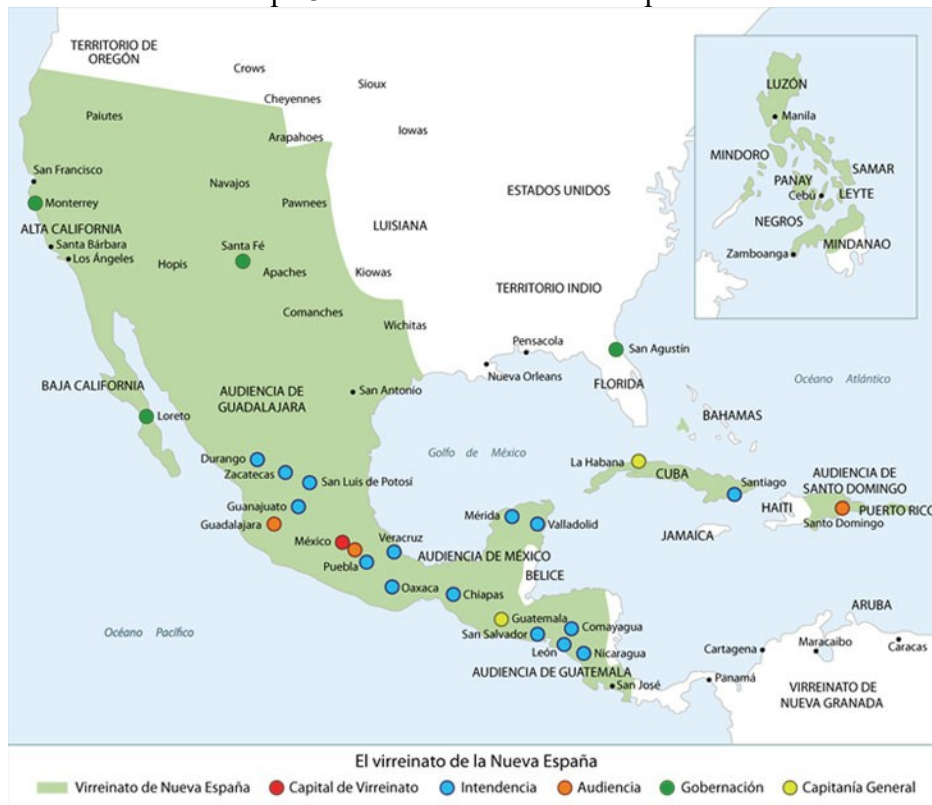 TERRITORIO DE
OREGÓN
Crows
Sioux
Cheyennes
Paiutes
Arapahoes
Iowas
San Francisco
Navajos
Monterrey
Pawnees
ESTADOS UNIDOS
ALTA CALIFORNIA
LUISIANA
Santa Bárbara
Santa Fé
Los Ángeles
Hopis
Apaches
Kiowas
TERRITORIO INDIO
Comanches
Wichitas
Pensacola
San Agustín
Nueva Orleans
FLORIDA
Océano Atlántico
BAJA CALIFORNIA
AUDIENCIA DE
GUADALAJARA
San Antonio
Loreto
BAHAMAS
LUZÓN
Manila
MINDORO
SAMAR
PANAY
Cebú
LEYTE
NEGROS
MINDANAO
Zamboanga
Golfo de México
La Habana
CUBA
Durango
Zacatecas
San Luis de Potosí
Santiago
AUDIENCIA DE
SANTO DOMINGO
HAITI
PUERTO RICO
Santo Domingo
JAMAICA
Guanajuato
Guadalajara
Mérida
Valladolid
México
Veracruz
AUDIENCIA DE MÉXICO
Puebla
BELICE
Oaxaca
Chiapas
Guatemala
Comayagua
San Salvador
León
Nicaragua
AUDIENCIA DE GUATEMALA
San José
Océano Pacífico
ARUBA
Cartagena
Maracaibo
Caracas
Panamá
VIRREINATO DE
NUEVA GRANADA
El virreinato de la Nueva España
Virreinato de Nueva España
Capital de Virreinato
Intendencia
Audiencia
Gobernación
Capitanía General